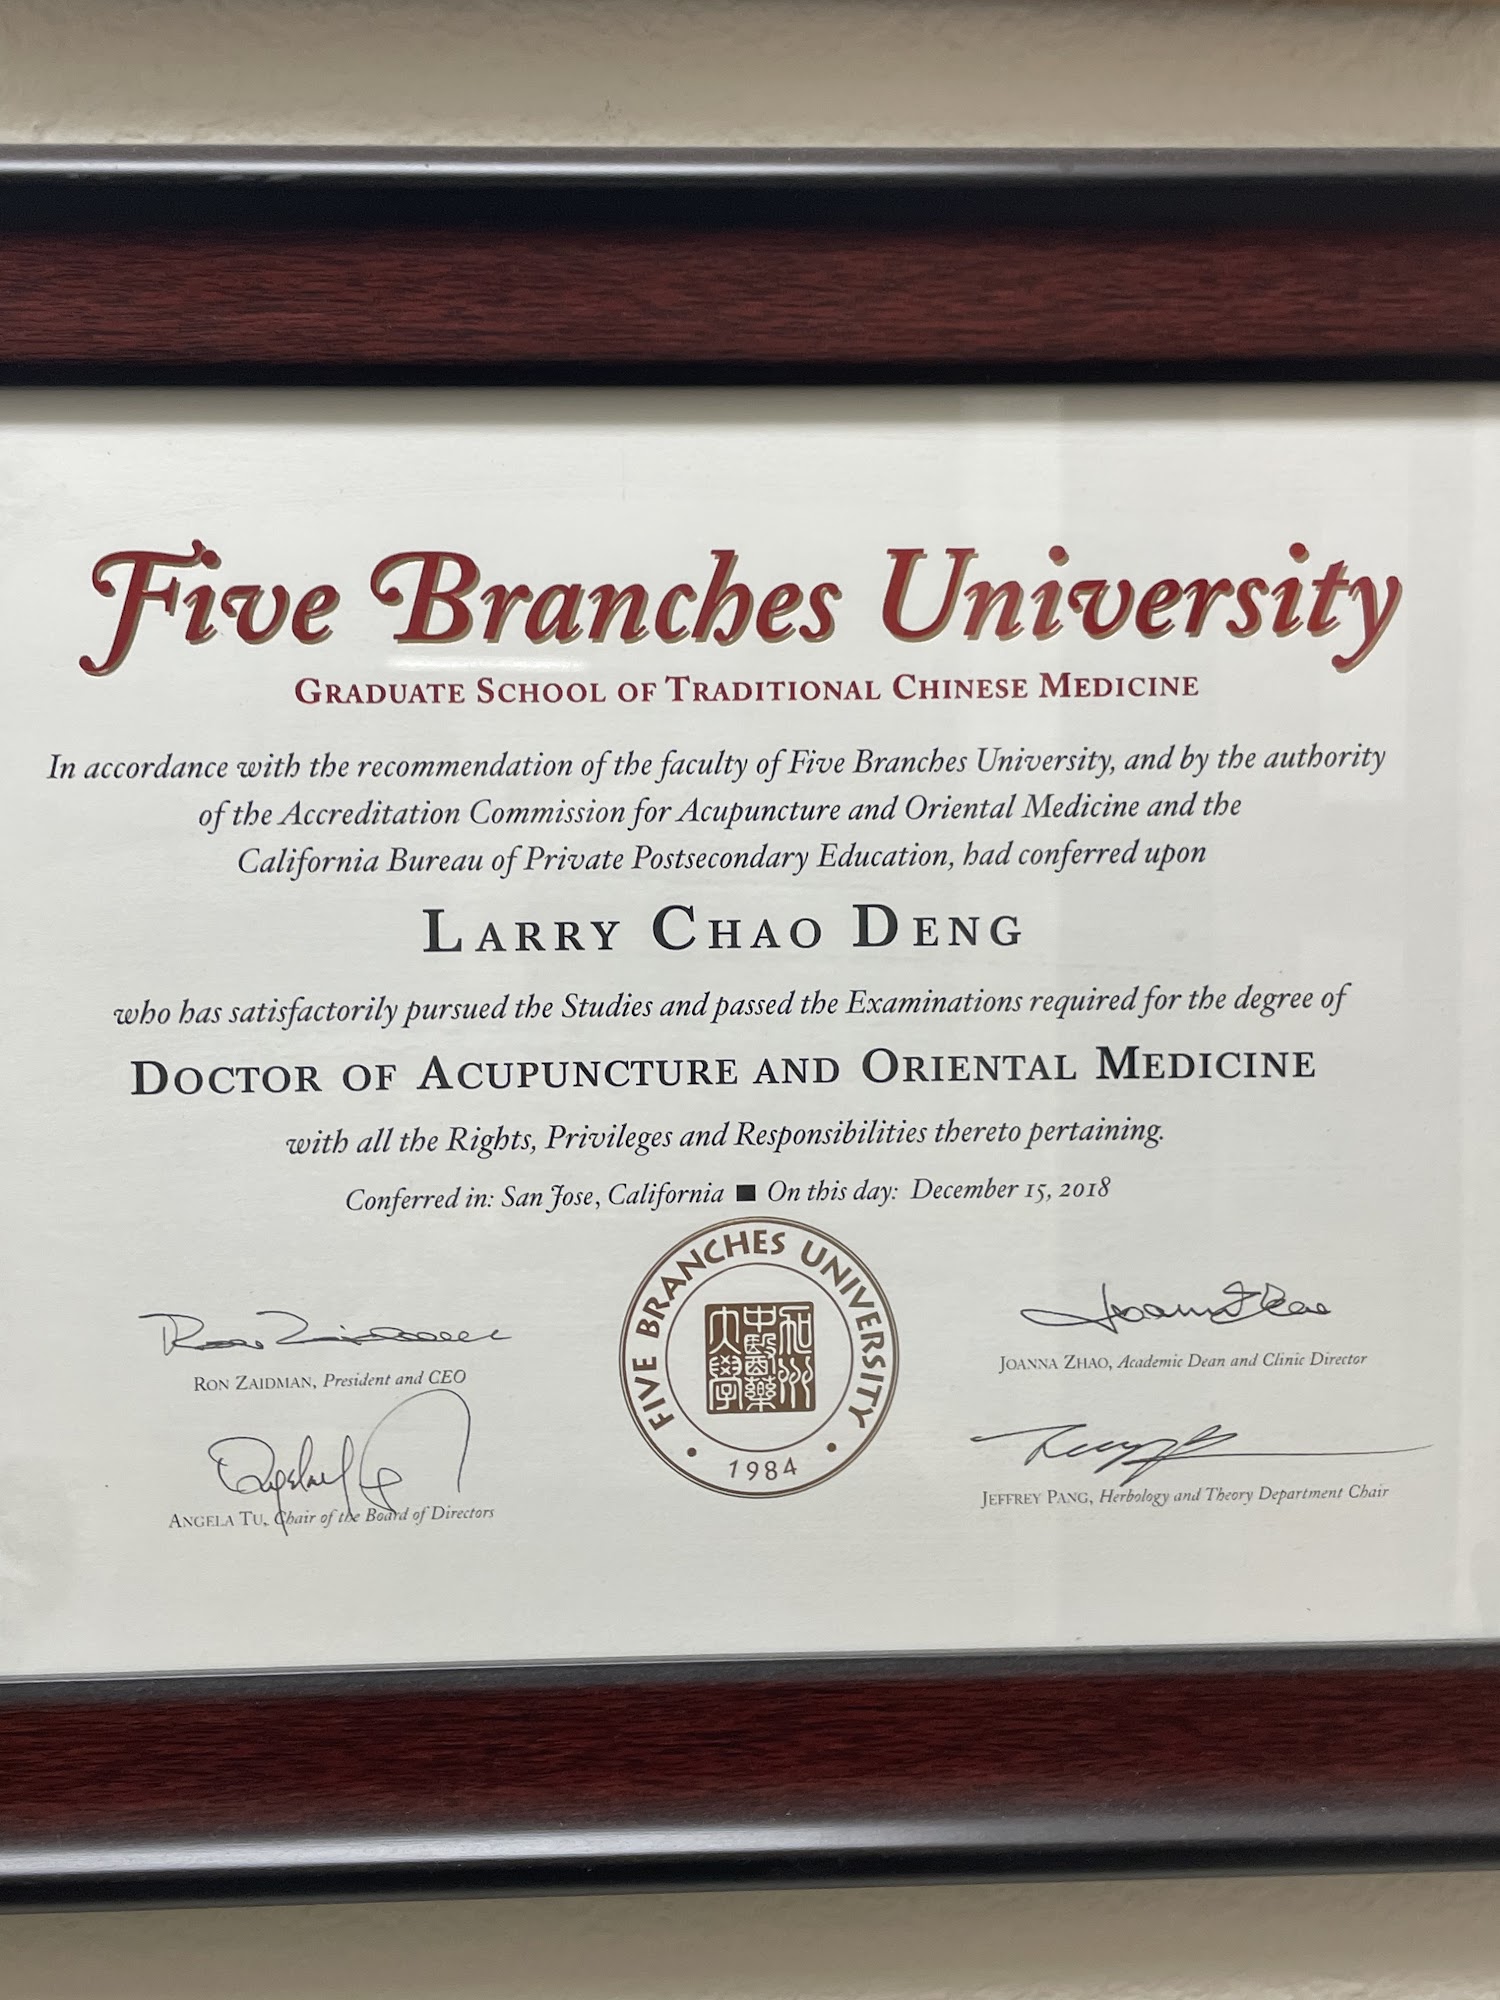 Five Branches University
GRADUATE SCHOOL OF TRADITIONAL CHINESE MEDICINE
In accordance with the recommendation of the faculty of Five Branches University, and by the authority
of the Accreditation Commission for Acupuncture and Oriental Medicine and the
California Bureau of Private Postsecondary Education, had conferred upon
LARRY CHAO DENG
who has satisfactorily pursued the Studies and passed the Examinations required for the degree of
DOCTOR OF ACUPUNCTURE AND ORIENTAL MEDICINE
with all the Rights, Privileges and Responsibilities thereto pertaining.
Conferred in: San Jose, California ■ On this day: December 15, 2018
FIVE BRANCHES UNIVERSITY
中醫藥
大學
1984
RON ZAIDMAN, President and CEO
JOANNA ZHAO, Academic Dean and Clinic Director
ANGELA TU, Chair of the Board of Directors
JEFFREY PANG, Herbology and Theory Department Chair